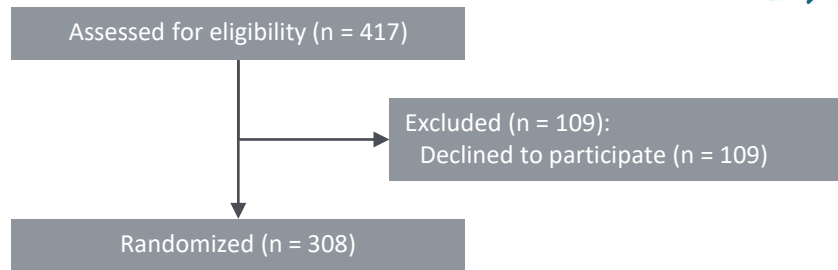 Assessed for eligibility (n = 417)
Excluded (n = 109):
Declined to participate (n = 109)
Randomized (n = 308)